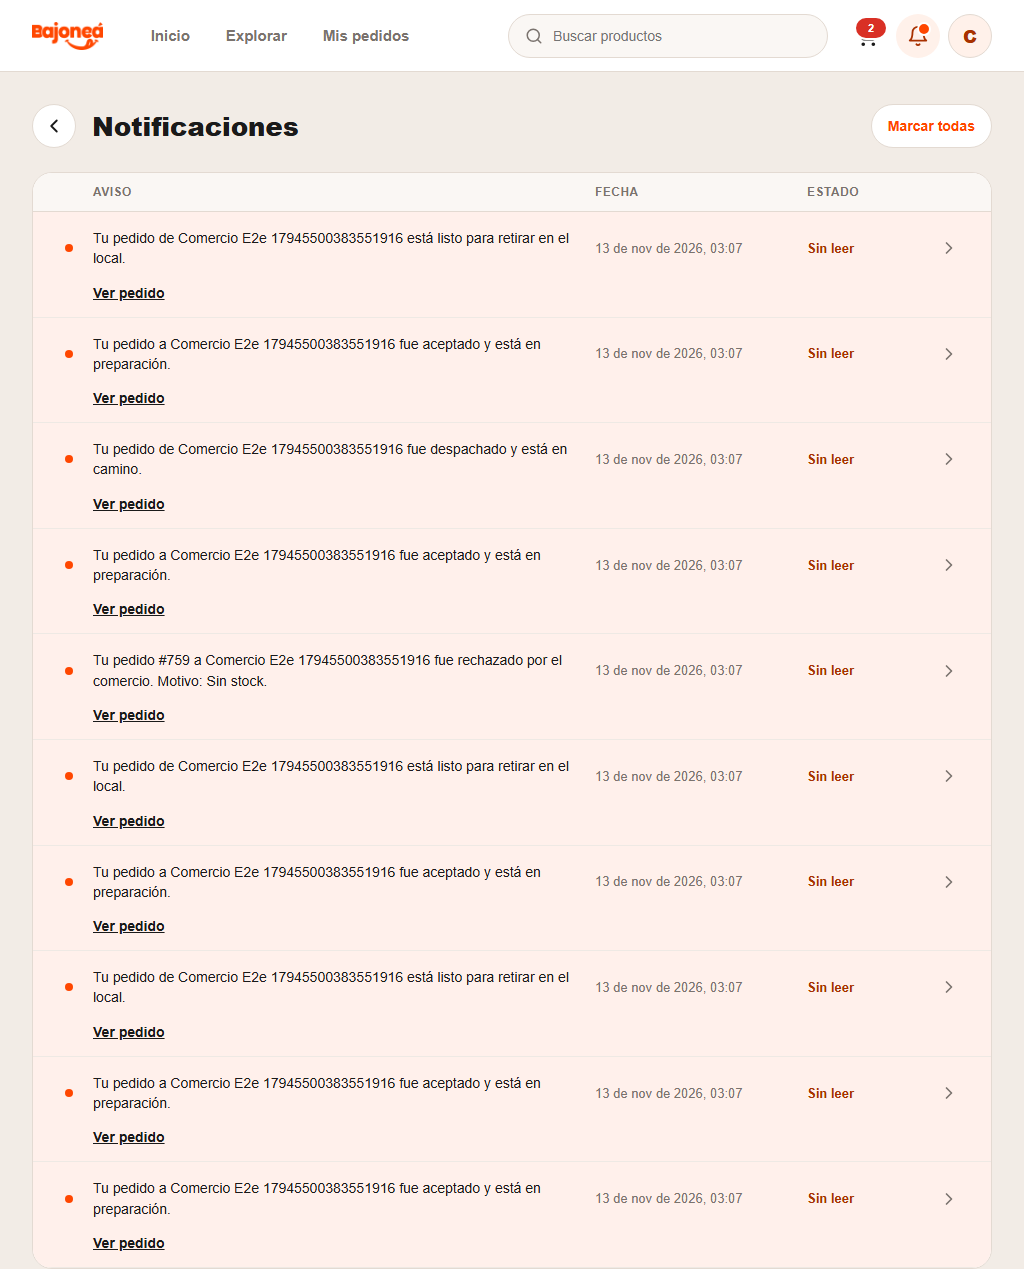 Bajoneá
Inicio
Explorar
Mis pedidos
Buscar productos
2
C
Notificaciones
Marcar todas
AVISO
FECHA
ESTADO
Tu pedido de Comercio E2e 17945500383551916 está listo para retirar en el
local.
13 de nov de 2026, 03:07
Sin leer
Ver pedido
Tu pedido a Comercio E2e 17945500383551916 fue aceptado y está en
preparación.
13 de nov de 2026, 03:07
Sin leer
Ver pedido
Tu pedido de Comercio E2e 17945500383551916 fue despachado y está en
camino.
13 de nov de 2026, 03:07
Sin leer
Ver pedido
Tu pedido a Comercio E2e 17945500383551916 fue aceptado y está en
preparación.
13 de nov de 2026, 03:07
Sin leer
Ver pedido
Tu pedido #759 a Comercio E2e 17945500383551916 fue rechazado por el
comercio. Motivo: Sin stock.
13 de nov de 2026, 03:07
Sin leer
Ver pedido
Tu pedido de Comercio E2e 17945500383551916 está listo para retirar en el
local.
13 de nov de 2026, 03:07
Sin leer
Ver pedido
Tu pedido a Comercio E2e 17945500383551916 fue aceptado y está en
preparación.
13 de nov de 2026, 03:07
Sin leer
Ver pedido
Tu pedido de Comercio E2e 17945500383551916 está listo para retirar en el
local.
13 de nov de 2026, 03:07
Sin leer
Ver pedido
Tu pedido a Comercio E2e 17945500383551916 fue aceptado y está en
preparación.
13 de nov de 2026, 03:07
Sin leer
Ver pedido
Tu pedido a Comercio E2e 17945500383551916 fue aceptado y está en
preparación.
13 de nov de 2026, 03:07
Sin leer
Ver pedido